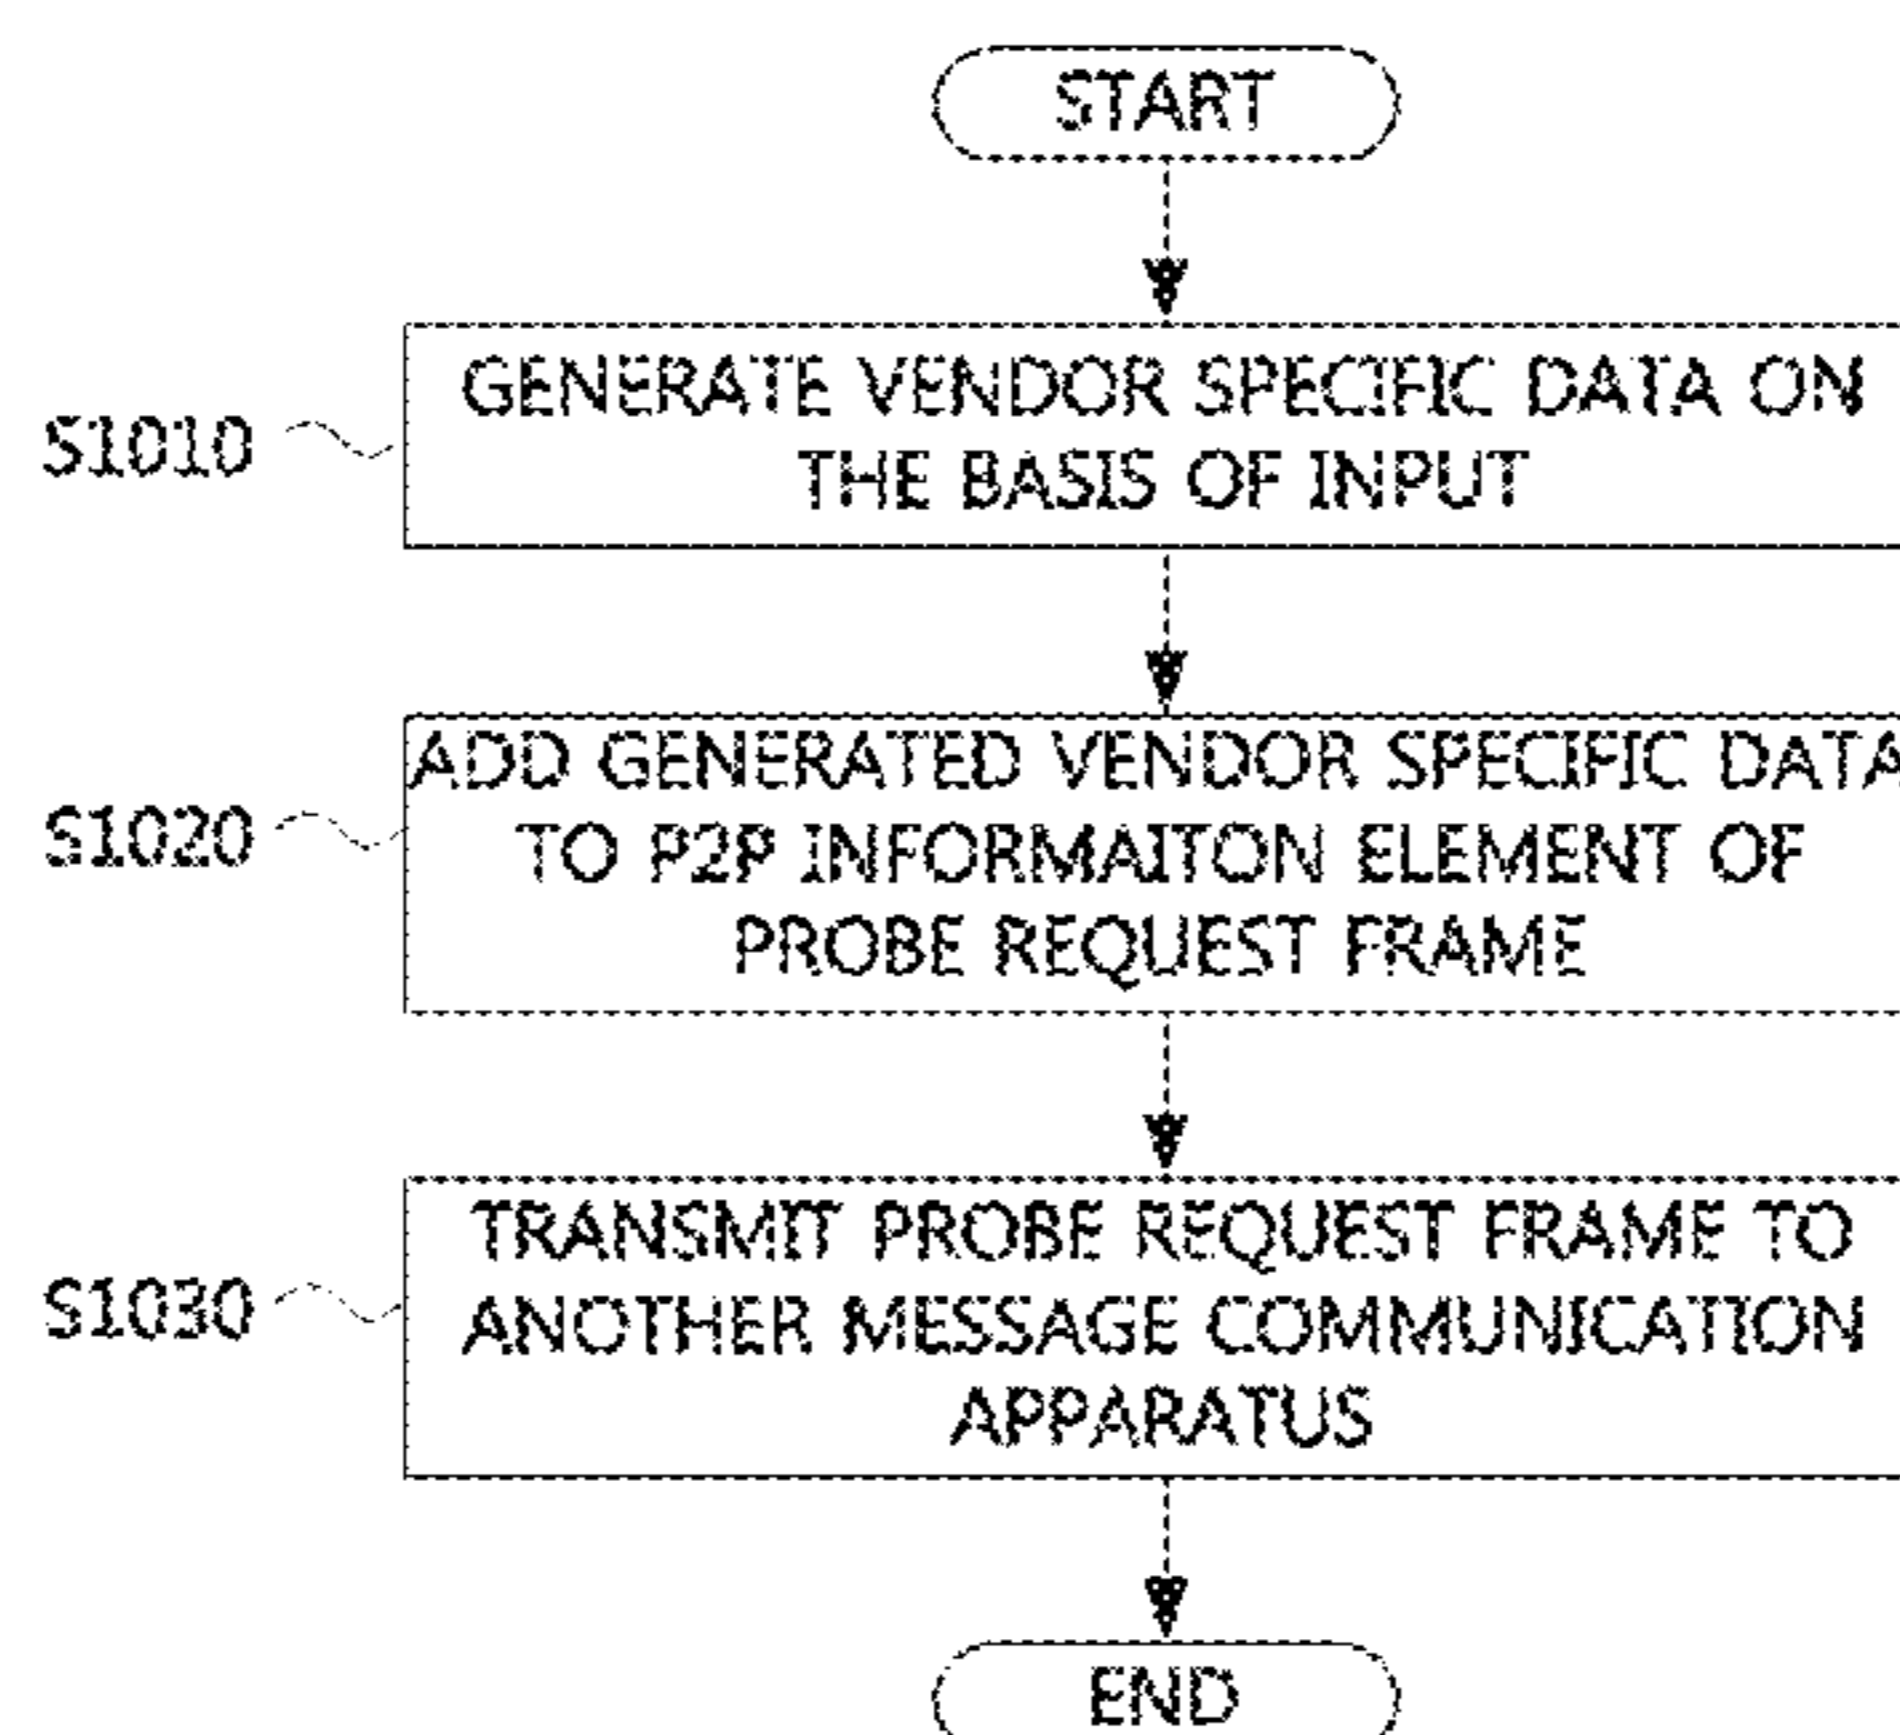 START
S1010
GENERATE VENDOR SPECIFIC DATA ON
THE BASIS OF INPUT
S1020
ADD GENERATED VENDOR SPECIFIC DATA
TO P2P INFORMAITON ELEMENT OF
PROBE REQUEST FRAME
S1030
TRANSMIT PROBE REQUEST FRAME TO
ANOTHER MESSAGE COMMUNICATION
APPARATUS
END